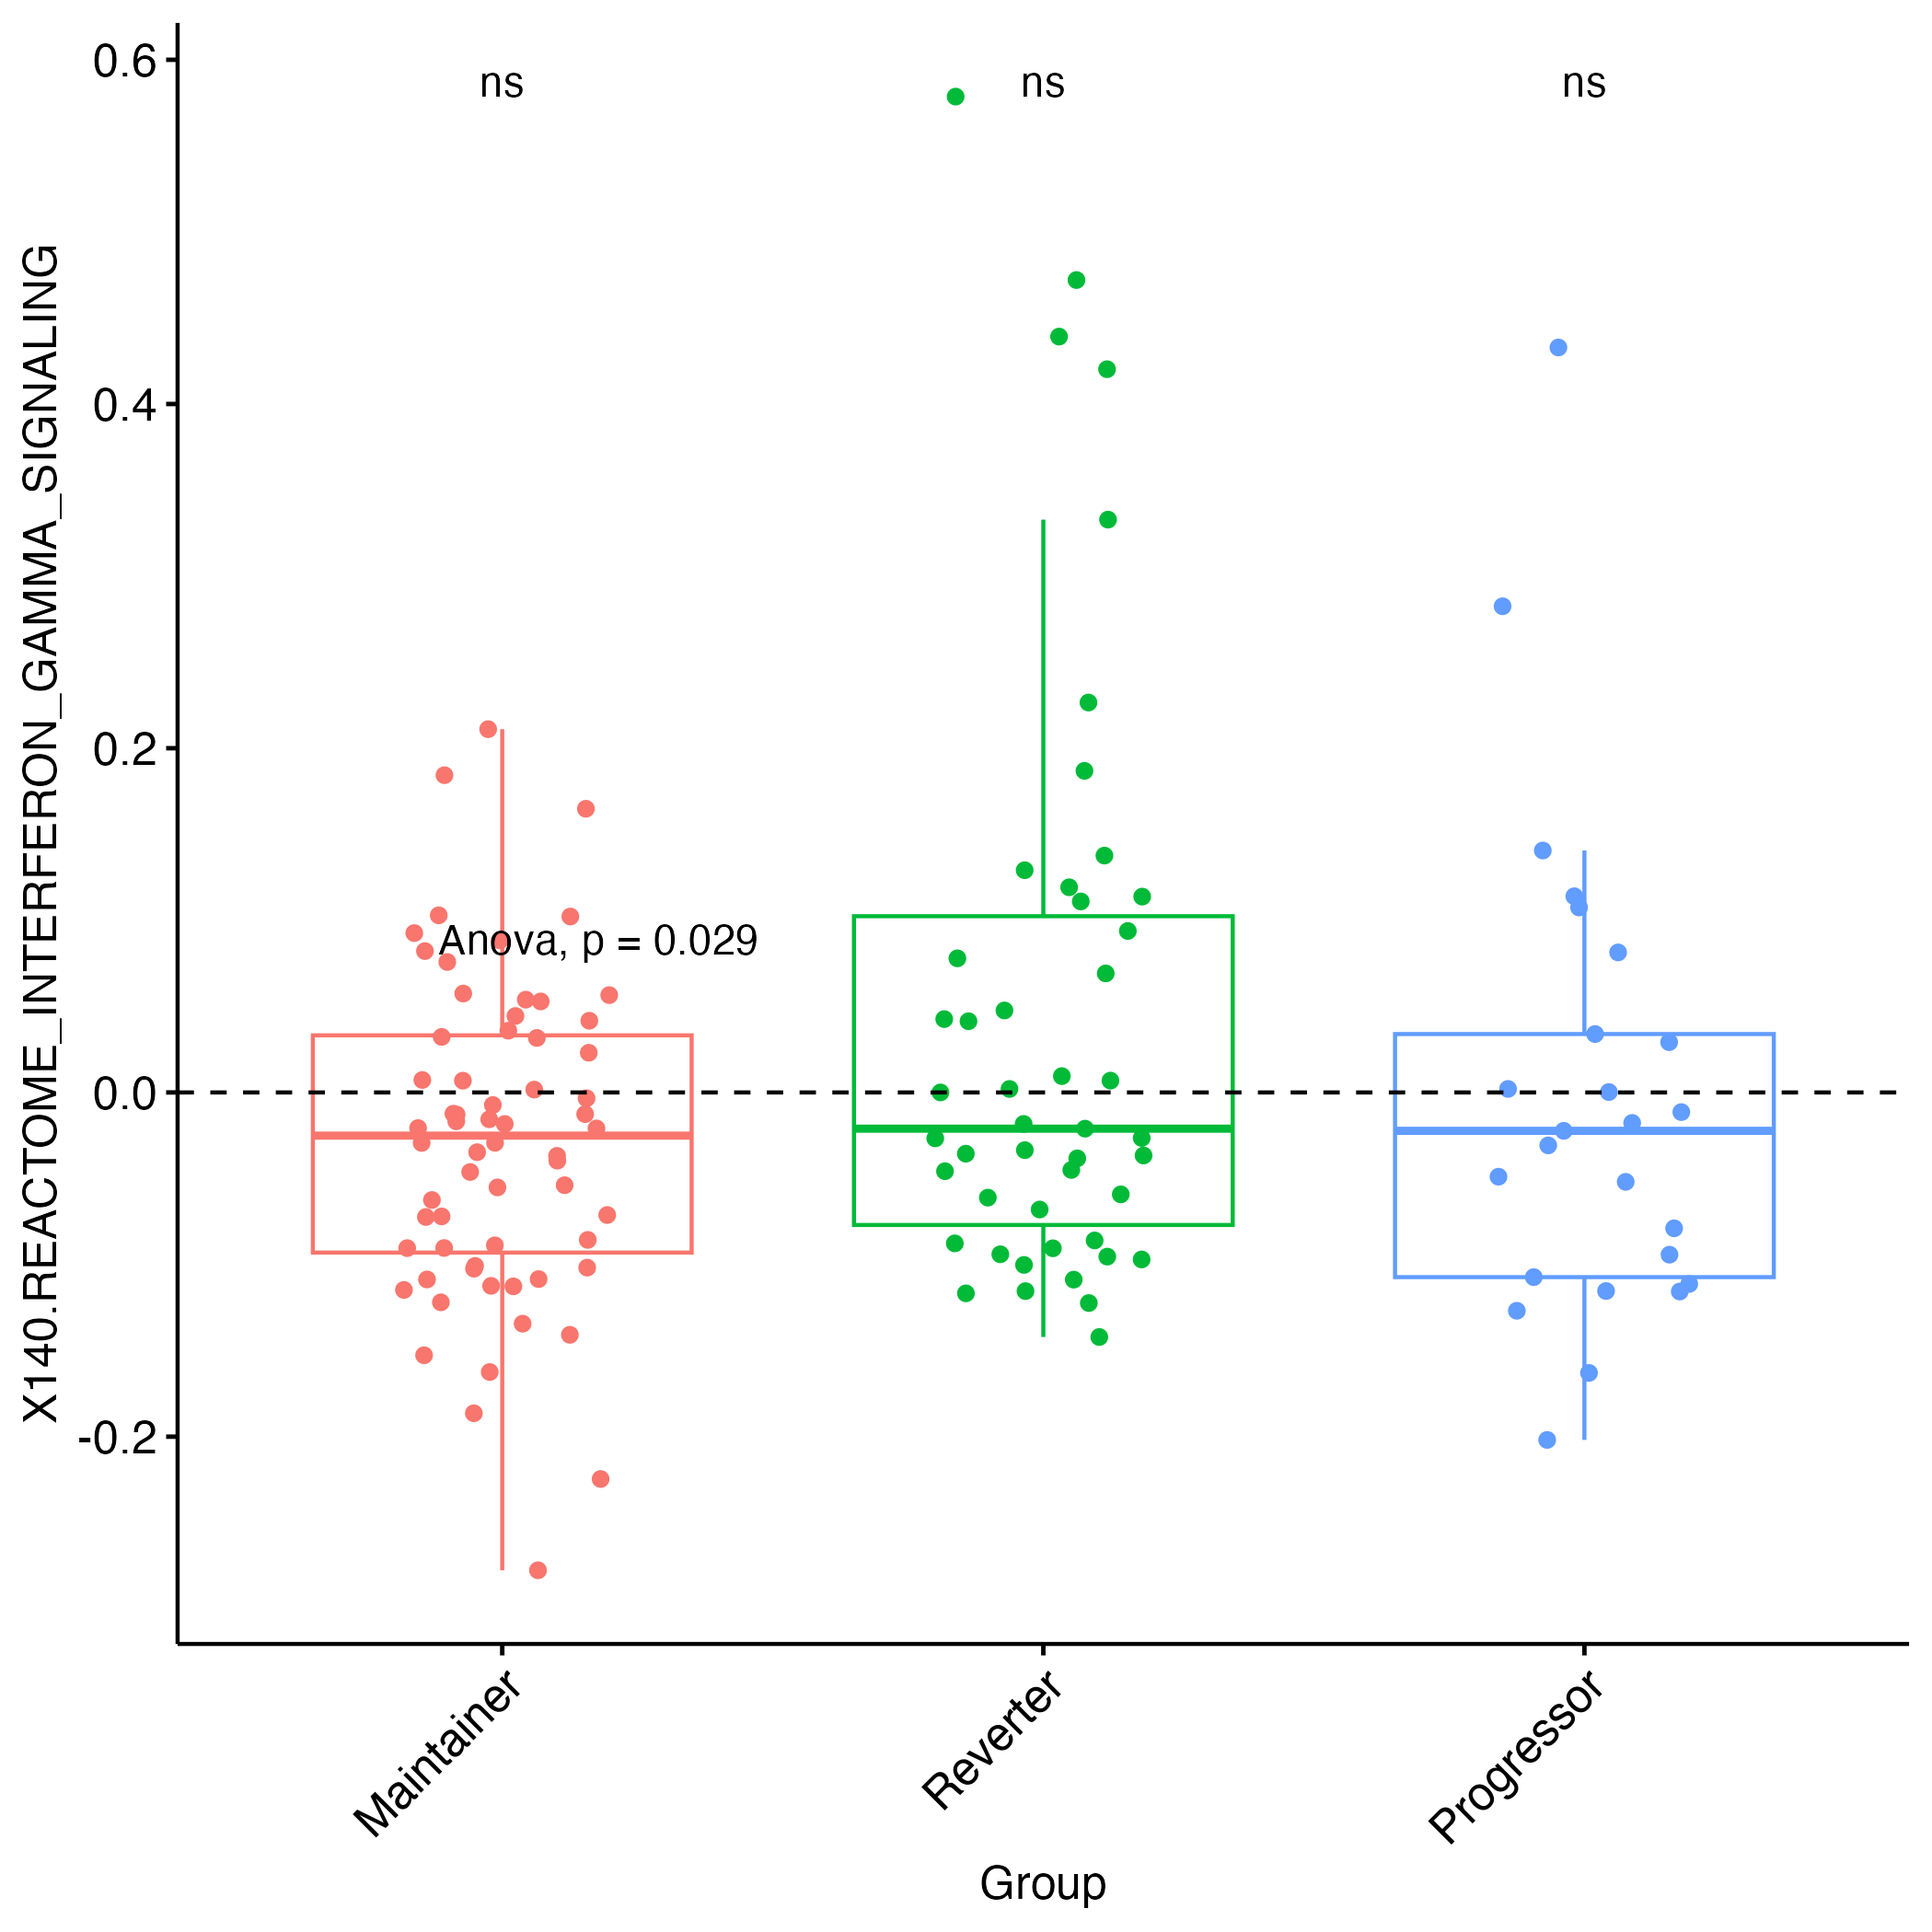 0.6
0.4
0.2
0.0
-0.2
X140.REACTOME_INTERFERON_GAMMA_SIGNALING
ns
ns
ns
Anova, p = 0.029
Maintainer
Reverter
Progressor
Group